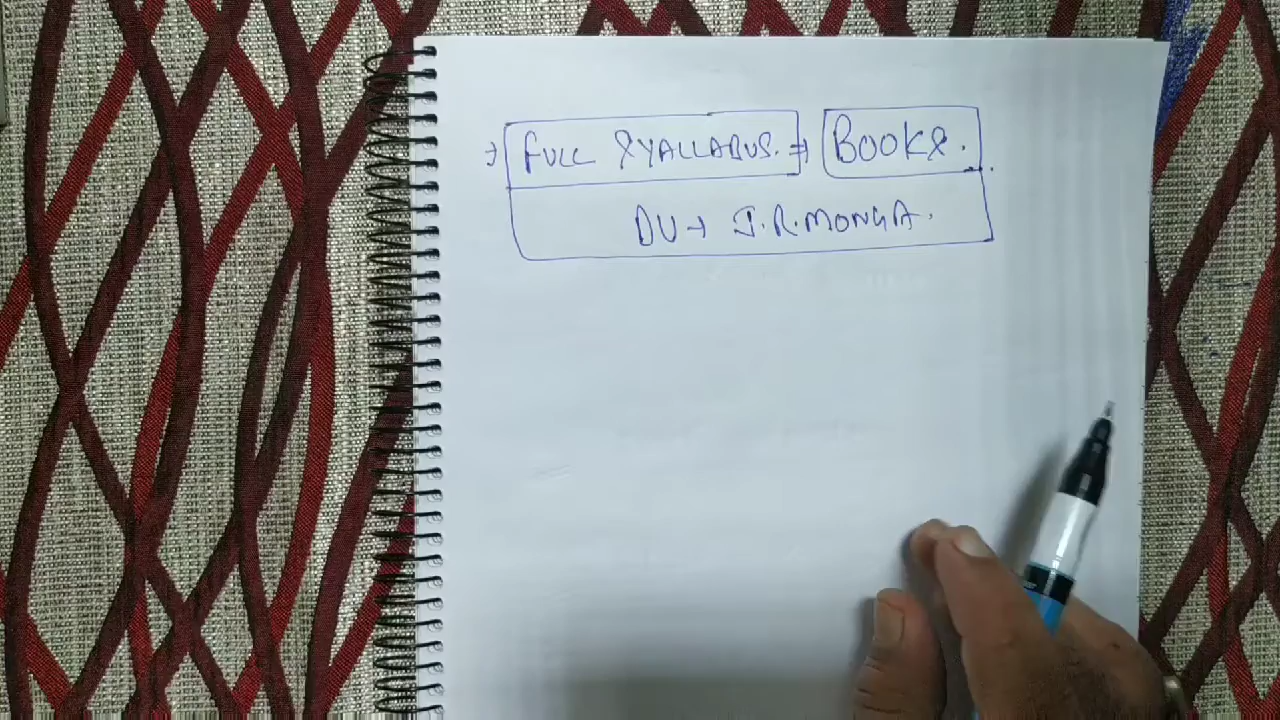 → FULL SYALLABUS. → BOOKS.
DU → J.R.MONGA.